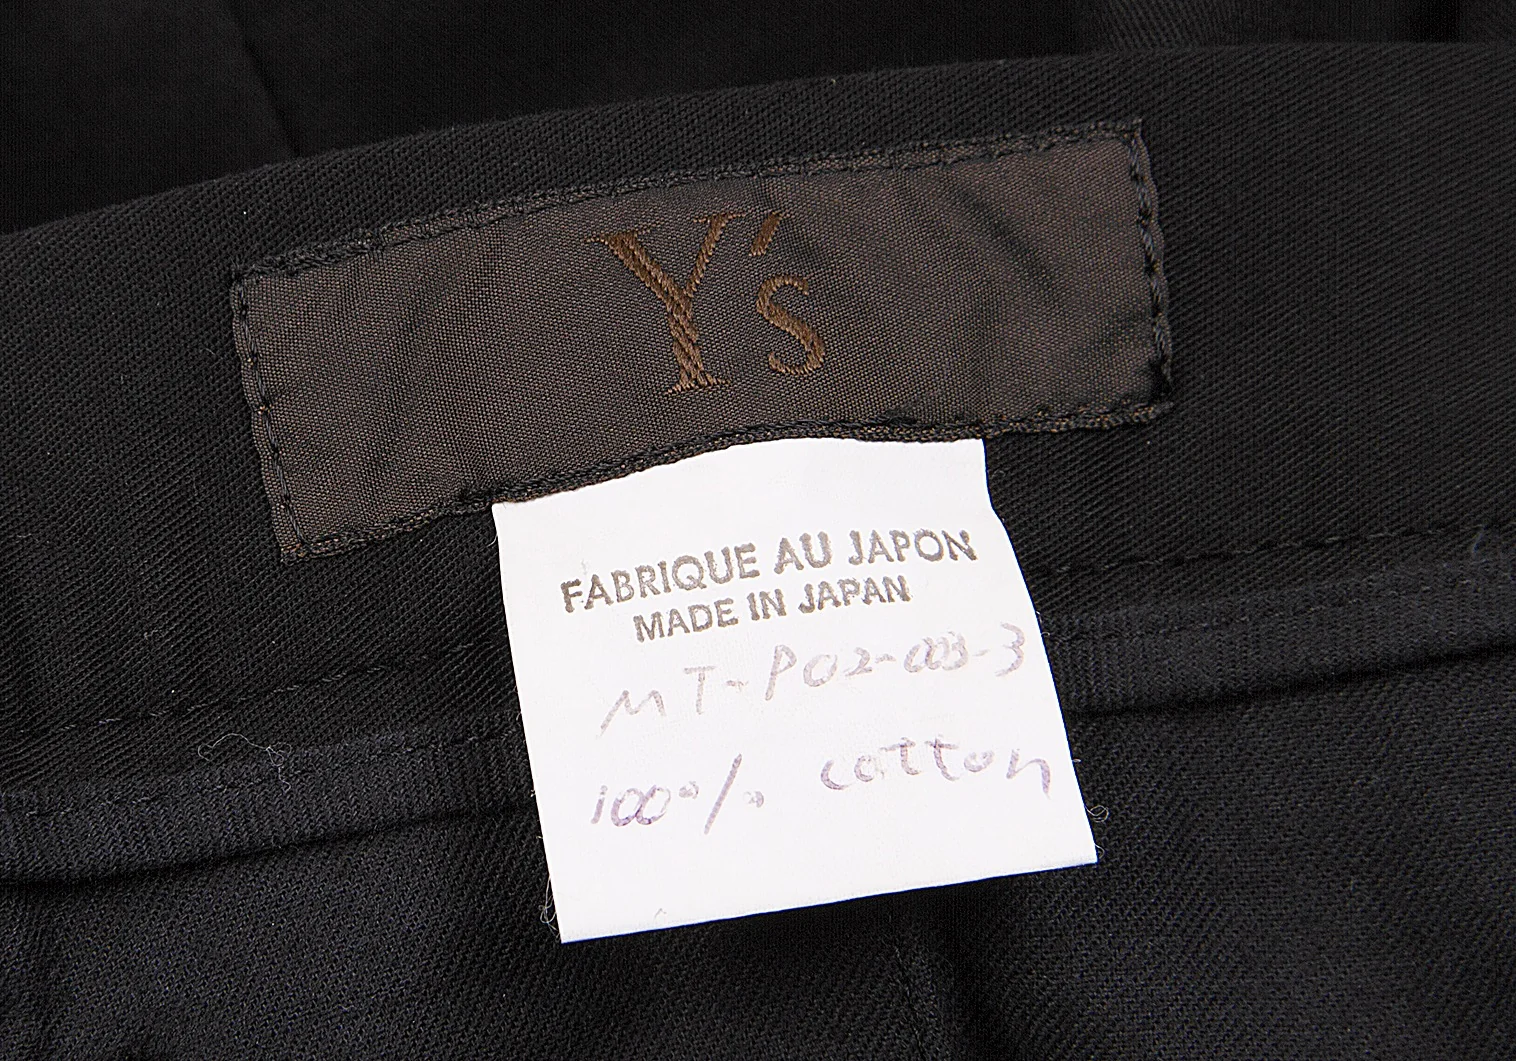 Y's
FABRIQUE AU JAPON
MADE IN JAPAN
MT-P02-003-3
100% cotton